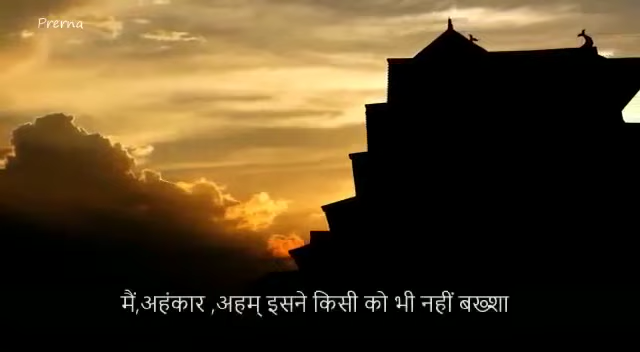 Prerna
मैं,अहंकार ,अहम् इसने किसी को भी नहीं बख्शा